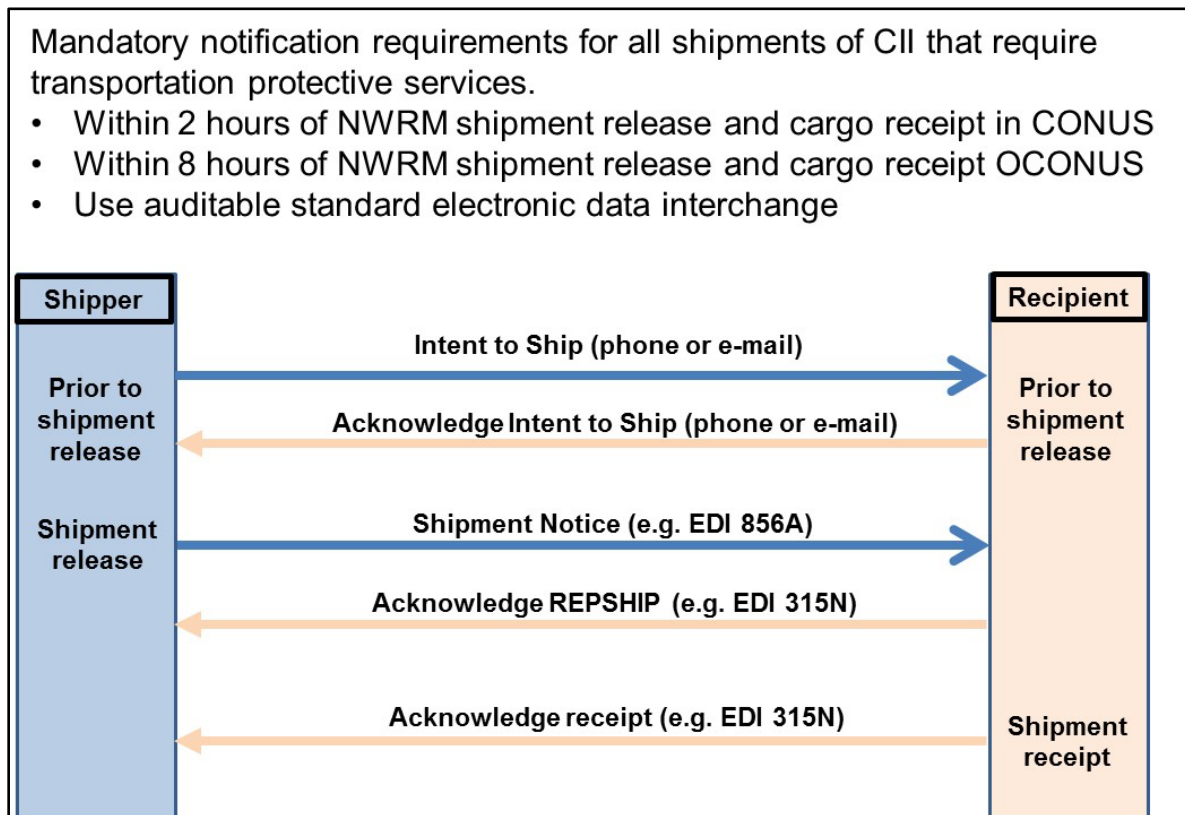 Mandatory notification requirements for all shipments of CII that require
transportation protective services.
• Within 2 hours of NWRM shipment release and cargo receipt in CONUS
• Within 8 hours of NWRM shipment release and cargo receipt OCONUS
• Use auditable standard electronic data interchange
Shipper
Recipient
Intent to Ship (phone or e-mail)
Prior to
shipment
release
Prior to
shipment
release
Acknowledge Intent to Ship (phone or e-mail)
Shipment
release
Shipment Notice (e.g. EDI 856A)
Acknowledge REPSHIP (e.g. EDI 315N)
Acknowledge receipt (e.g. EDI 315N)
Shipment
receipt